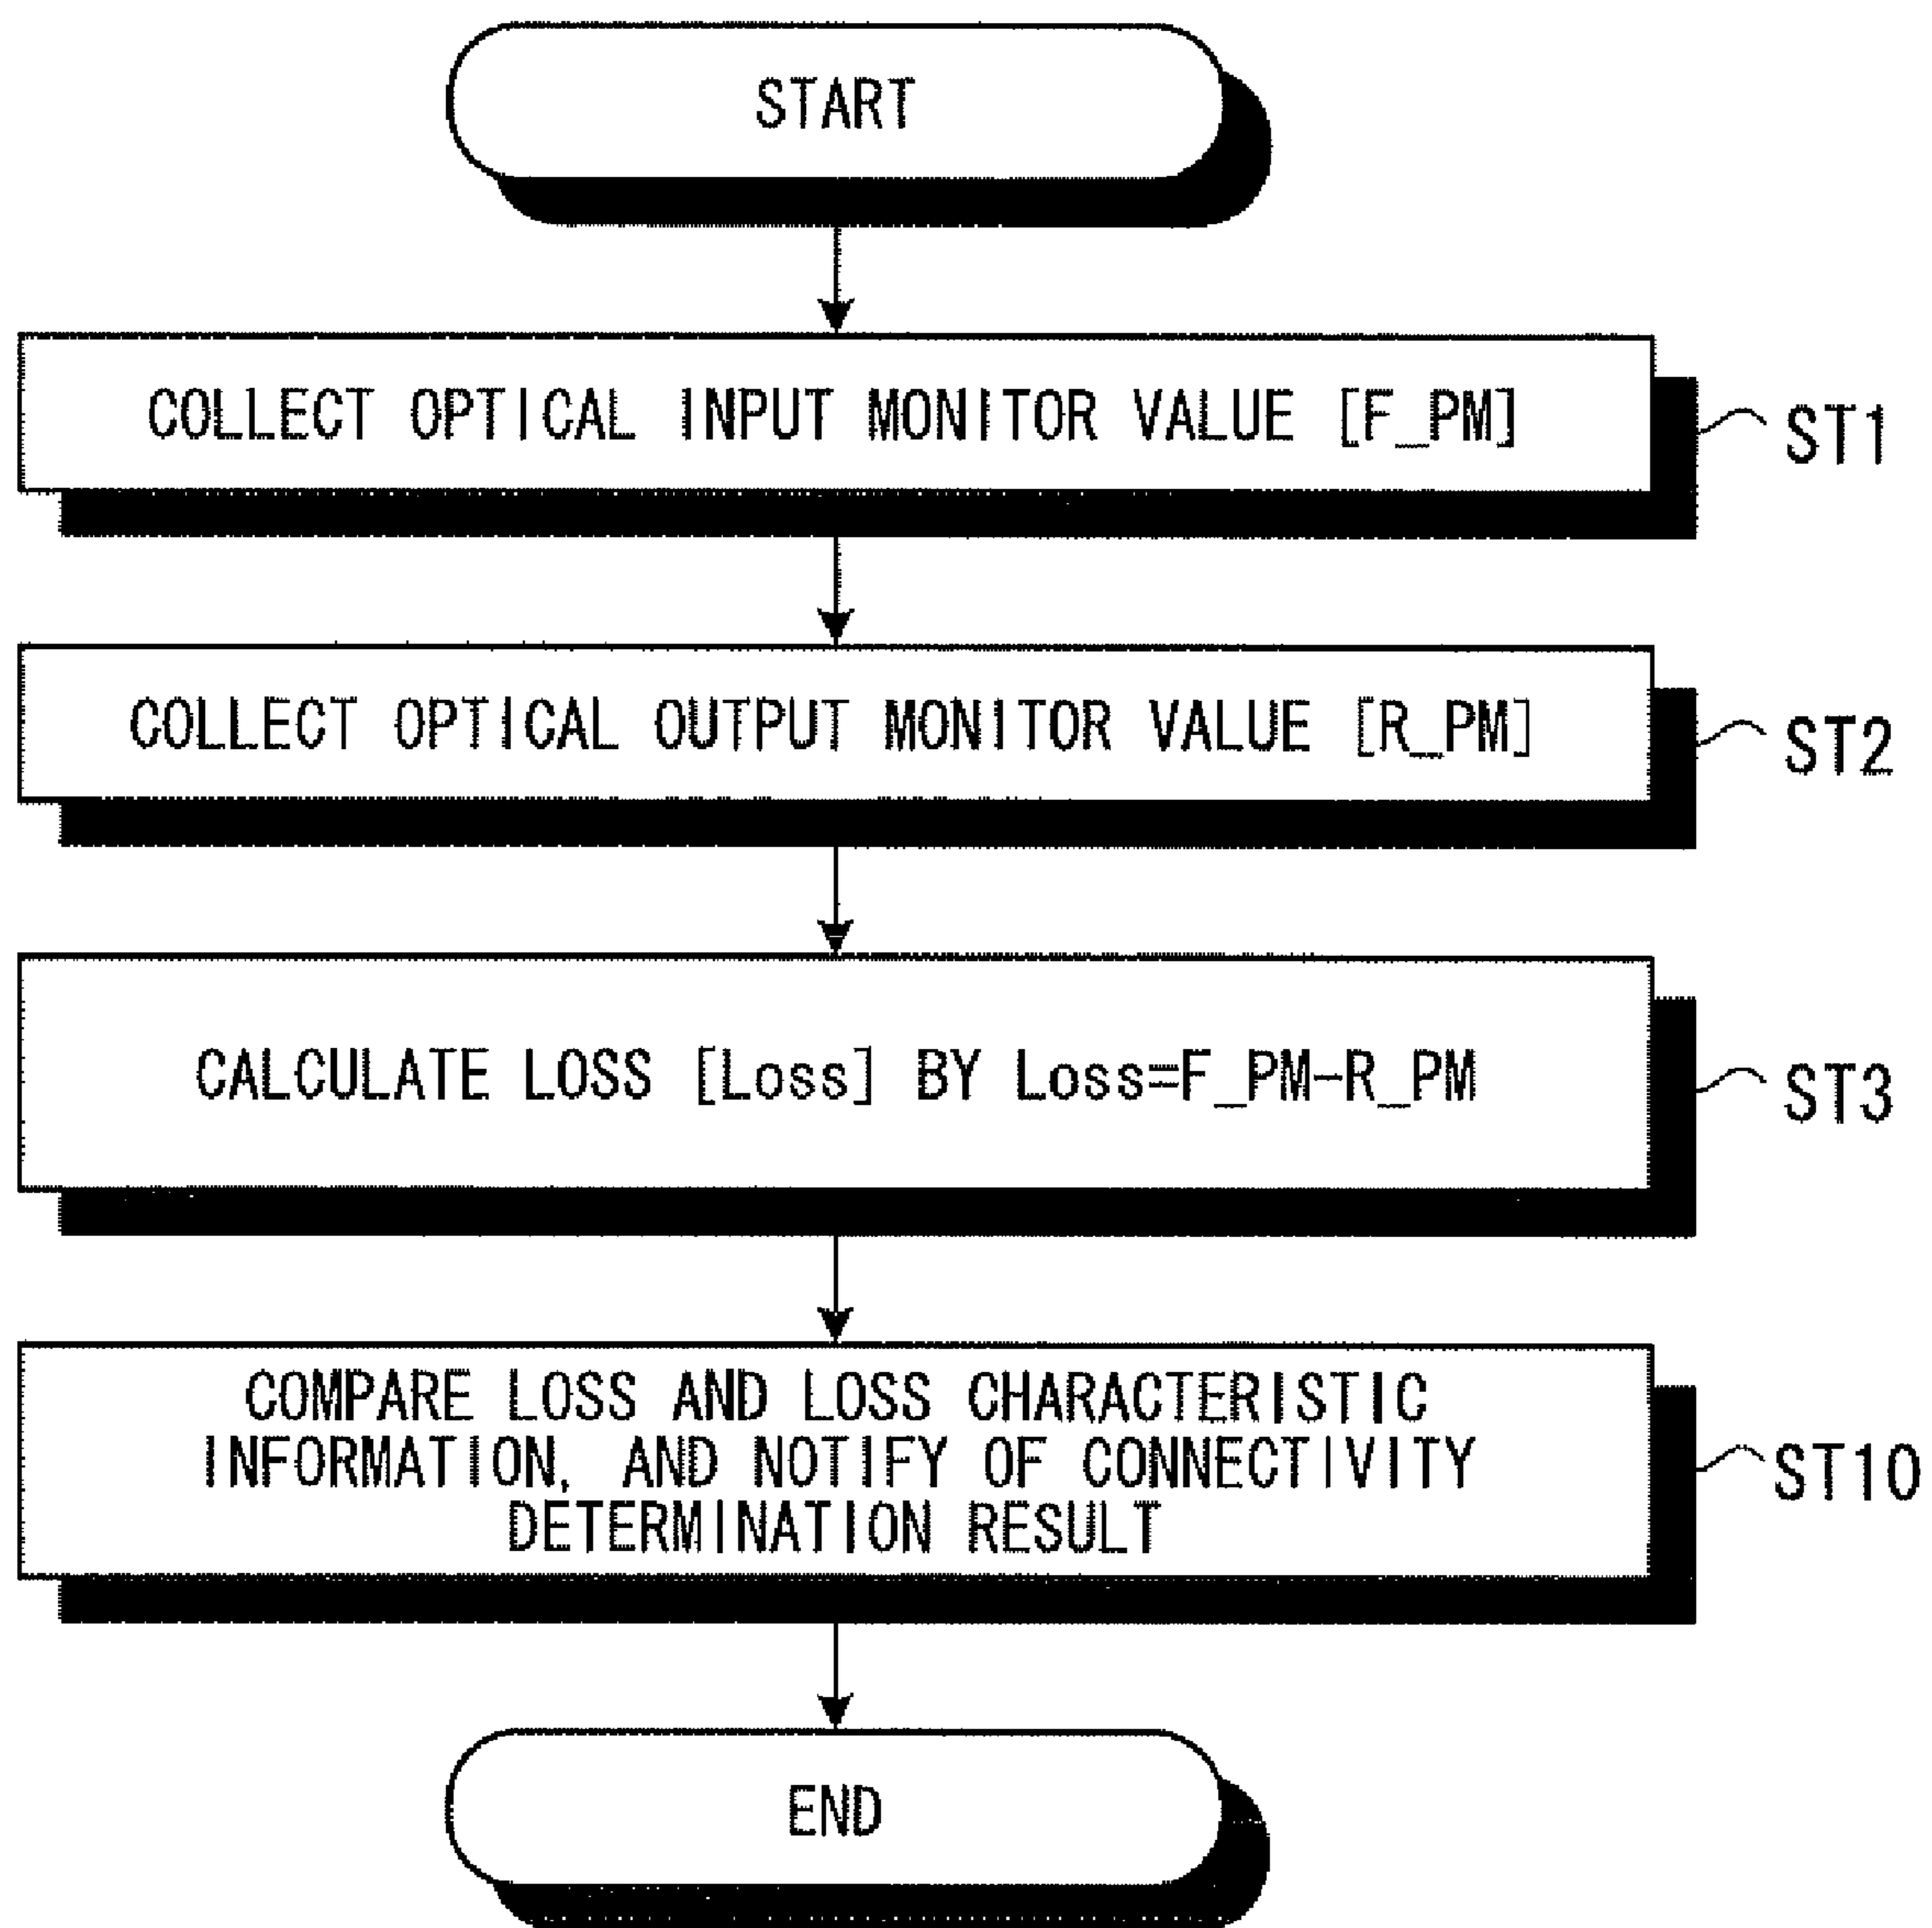 START
COLLECT OPTICAL INPUT MONITOR VALUE [F_PM]
ST1
COLLECT OPTICAL OUTPUT MONITOR VALUE [R_PM]
ST2
CALCULATE LOSS [Loss] BY Loss=F_PM-R_PM
ST3
COMPARE LOSS AND LOSS CHARACTERISTIC
INFORMATION, AND NOTIFY OF CONNECTIVITY
DETERMINATION RESULT
ST10
END